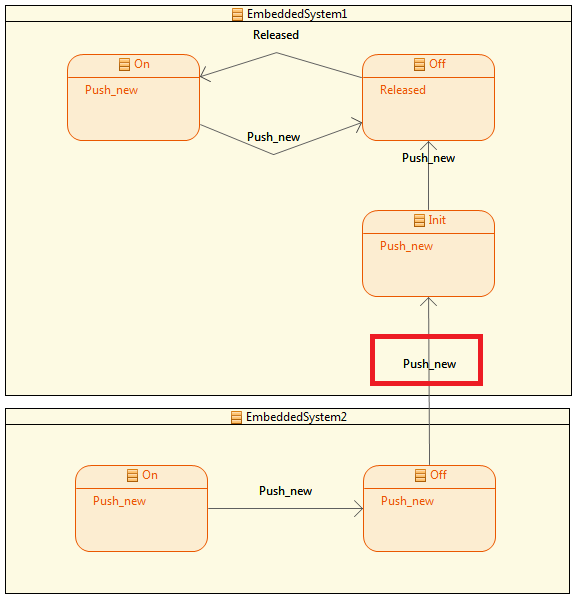 EmbeddedSystem1
Released
On
Off
Push_new
Released
Push_new
Push_new
Init
Push_new
Push_new
EmbeddedSystem2
On
Off
Push_new
Push_new
Push_new